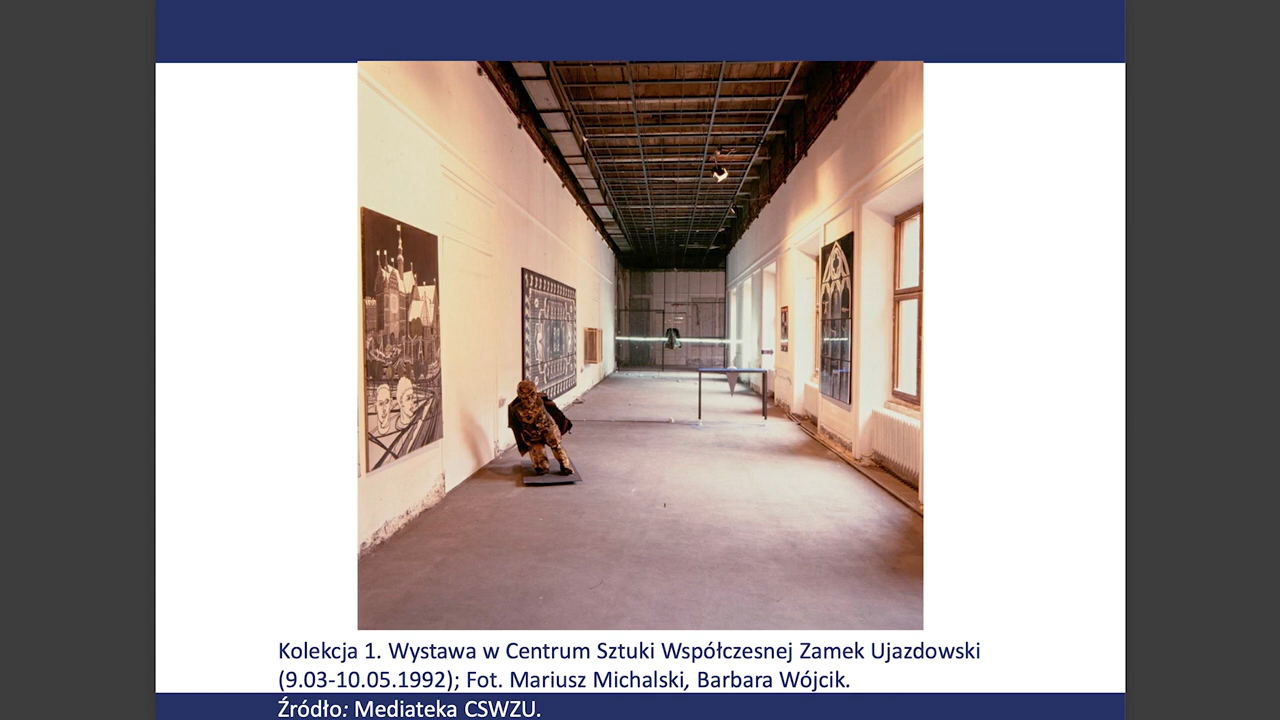 Kolekcja 1. Wystawa w Centrum Sztuki Współczesnej Zamek Ujazdowski
(9.03-10.05.1992); Fot. Mariusz Michalski, Barbara Wójcik.
Źródło: Mediateka CSWZU.